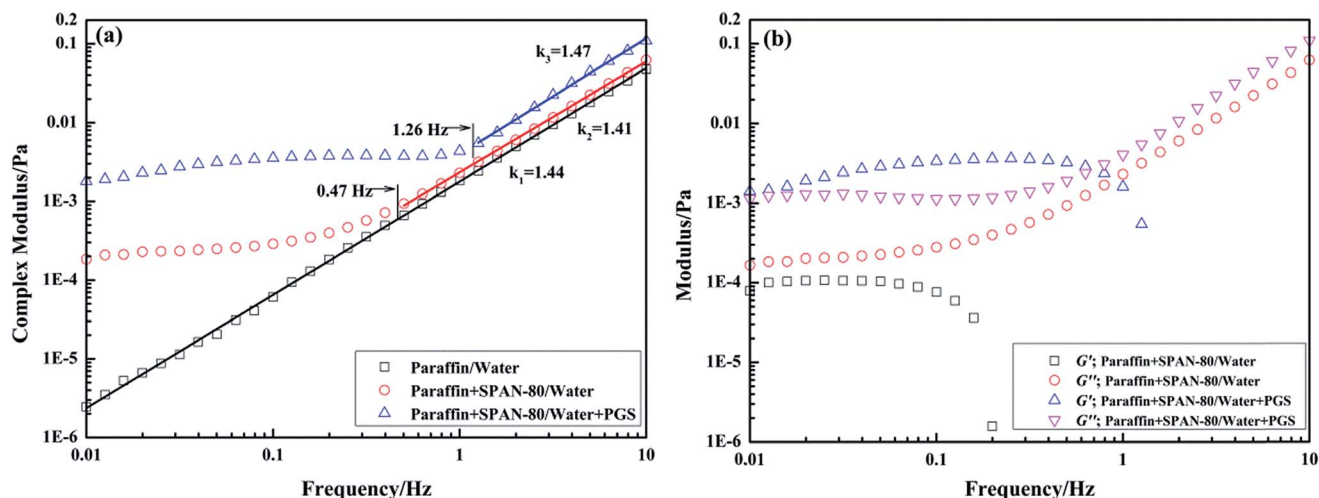 (a)
k₃=1.47
1.26 Hz
k₂=1.41
k₁=1.44
0.47 Hz
0.2
0.1
0.01
1E-3
1E-4
1E-5
1E-6
Complex Modulus/Pa
Paraffin/Water
Paraffin+SPAN-80/Water
Paraffin+SPAN-80/Water+PGS
0.01 0.1 1 10
Frequency/Hz
(b)
0.2
0.1
0.01
1E-3
1E-4
1E-5
1E-6
Modulus/Pa
G'; Paraffin+SPAN-80/Water
G''; Paraffin+SPAN-80/Water
G'; Paraffin+SPAN-80/Water+PGS
G''; Paraffin+SPAN-80/Water+PGS
0.01 0.1 1 10
Frequency/Hz